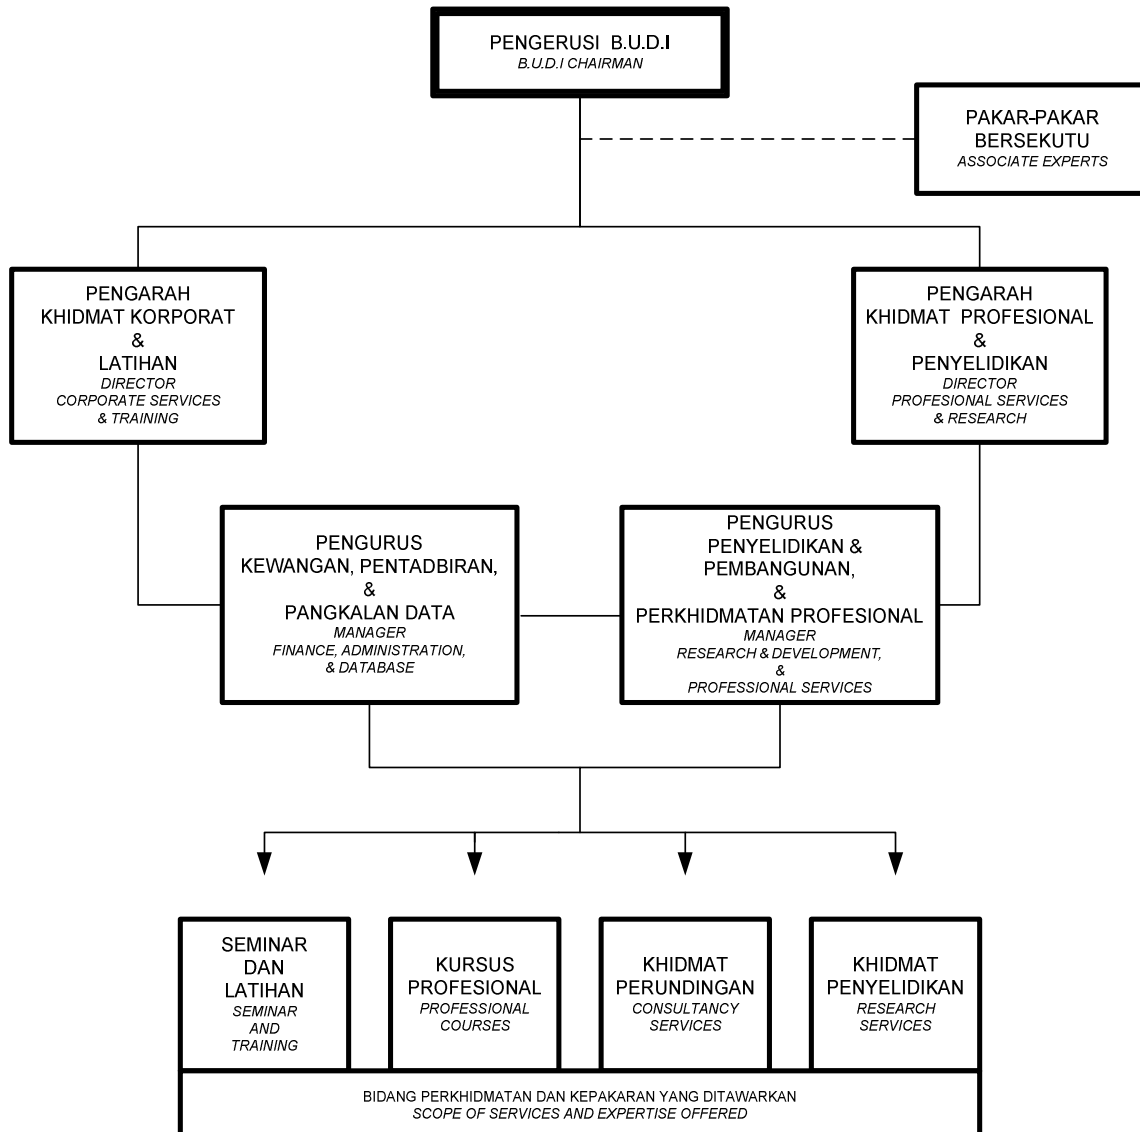 PENGERUSI B.U.D.I
B.U.D.I CHAIRMAN
PAKAR-PAKAR
BERSEKUTU
ASSOCIATE EXPERTS
PENGARAH
KHIDMAT KORPORAT
&
LATIHAN
DIRECTOR
CORPORATE SERVICES
& TRAINING
PENGARAH
KHIDMAT PROFESIONAL
&
PENYELIDIKAN
DIRECTOR
PROFESIONAL SERVICES
& RESEARCH
PENGURUS
KEWANGAN, PENTADBIRAN,
&
PANGKALAN DATA
MANAGER
FINANCE, ADMINISTRATION,
& DATABASE
PENGURUS
PENYELIDIKAN &
PEMBANGUNAN,
&
PERKHIDMATAN PROFESIONAL
MANAGER
RESEARCH & DEVELOPMENT,
&
PROFESSIONAL SERVICES
SEMINAR
DAN
LATIHAN
SEMINAR
AND
TRAINING
KURSUS
PROFESIONAL
PROFESSIONAL
COURSES
KHIDMAT
PERUNDINGAN
CONSULTANCY
SERVICES
KHIDMAT
PENYELIDIKAN
RESEARCH
SERVICES
BIDANG PERKHIDMATAN DAN KEPAKARAN YANG DITAWARKAN
SCOPE OF SERVICES AND EXPERTISE OFFERED